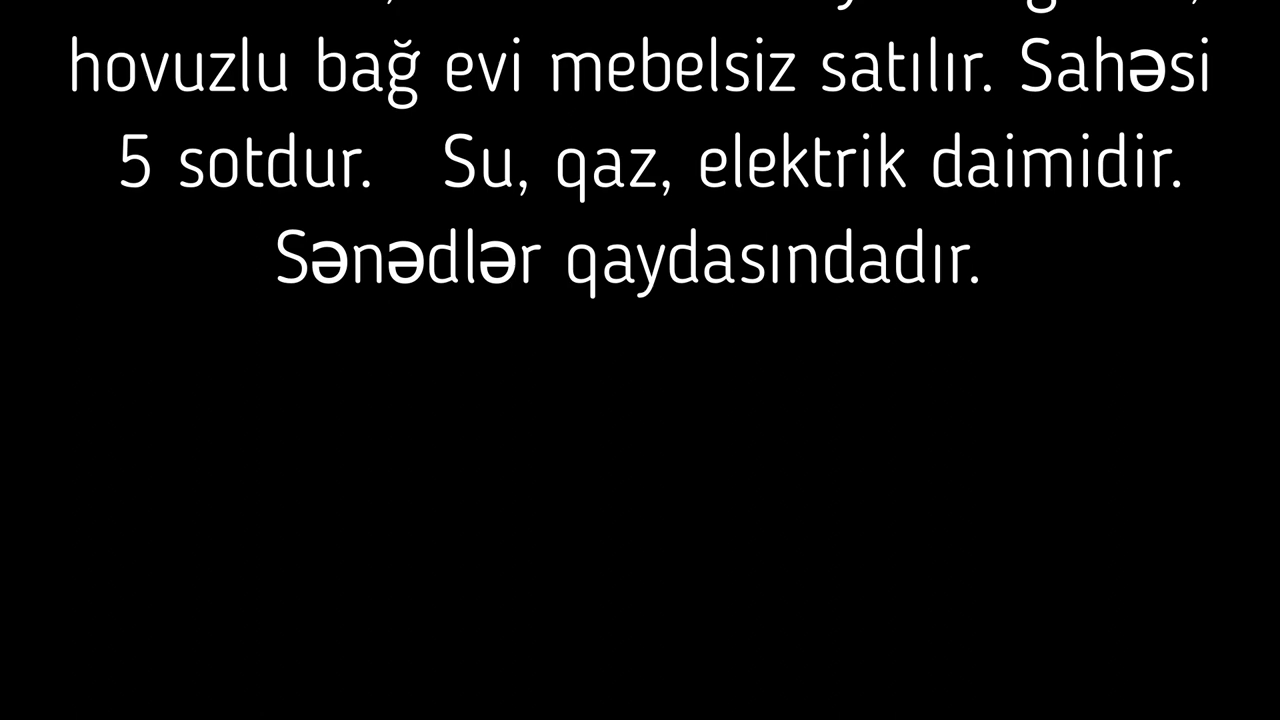 hovuzlu bağ evi mebelsiz satılır. Sahəsi
5 sotdur. Su, qaz, elektrik daimidir.
Sənədlər qaydasındadır.